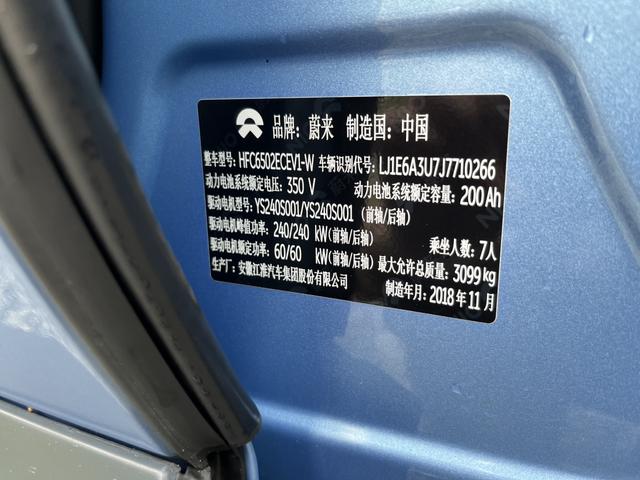 品牌：蔚来 制造国：中国
整车型号：HFC6502ECEV1-W 车辆识别代号：LJ1E6A3U7J7710266
动力电池系统额定电压：350 V 动力电池系统额定容量：200 Ah
驱动电机型号：YS240S001/YS240S001（前轴/后轴）
驱动电机峰值功率：240/240 kW(前轴/后轴) 乘坐人数：7人
驱动电机额定功率：60/60 kW(前轴/后轴) 最大允许总质量：3099 kg
生产厂：安徽江淮汽车集团股份有限公司 制造年月：2018 年 11 月